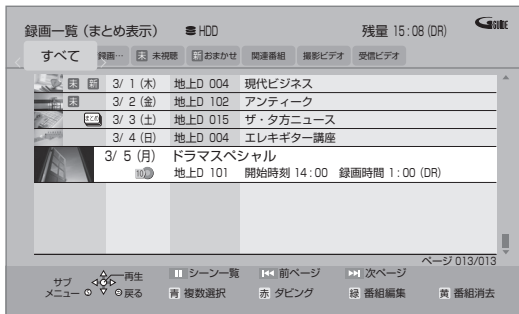 録画一覧 (まとめ表示) HDD 残量 15:08 (DR) GGUIDE
すべて 録画… 未 未視聴 新 おまかせ 関連番組 撮影ビデオ 受信ビデオ
未 新 3/ 1 (木) 地上D 004 現代ビジネス
未 3/ 2 (金) 地上D 102 アンティーク
まとめ 3/ 3 (土) 地上D 015 ザ・夕方ニュース
3/ 4 (日) 地上D 004 エレキギター講座
3/ 5 (月) ドラマスペシャル
地上D 101 開始時刻 14:00 録画時間 1:00 (DR)
ページ 013/013
再生 シーン一覧 前ページ 次ページ
サブメニュー 戻る 青 複数選択 赤 ダビング 緑 番組編集 黄 番組消去